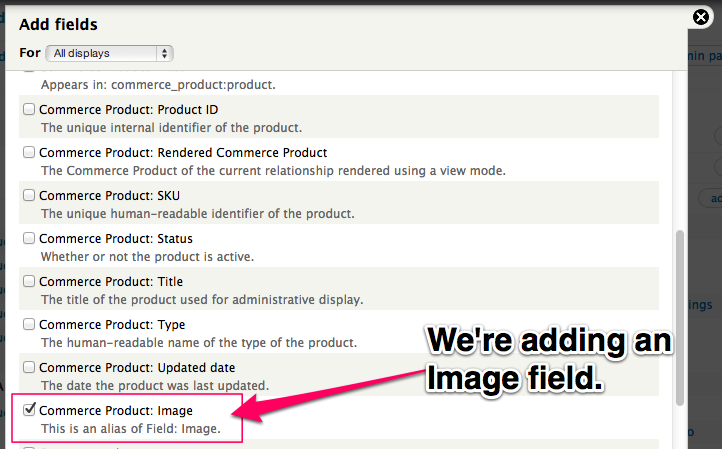 Add fields
For All displays
Appears in: commerce_product:product.
Commerce Product: Product ID
The unique internal identifier of the product.
Commerce Product: Rendered Commerce Product
The Commerce Product of the current relationship rendered using a view mode.
Commerce Product: SKU
The unique human-readable identifier of the product.
Commerce Product: Status
Whether or not the product is active.
Commerce Product: Title
The title of the product used for administrative display.
Commerce Product: Type
The human-readable name of the type of the product.
Commerce Product: Updated date
The date the product was last updated.
Commerce Product: Image
This is an alias of Field: Image.
We're adding an
Image field.